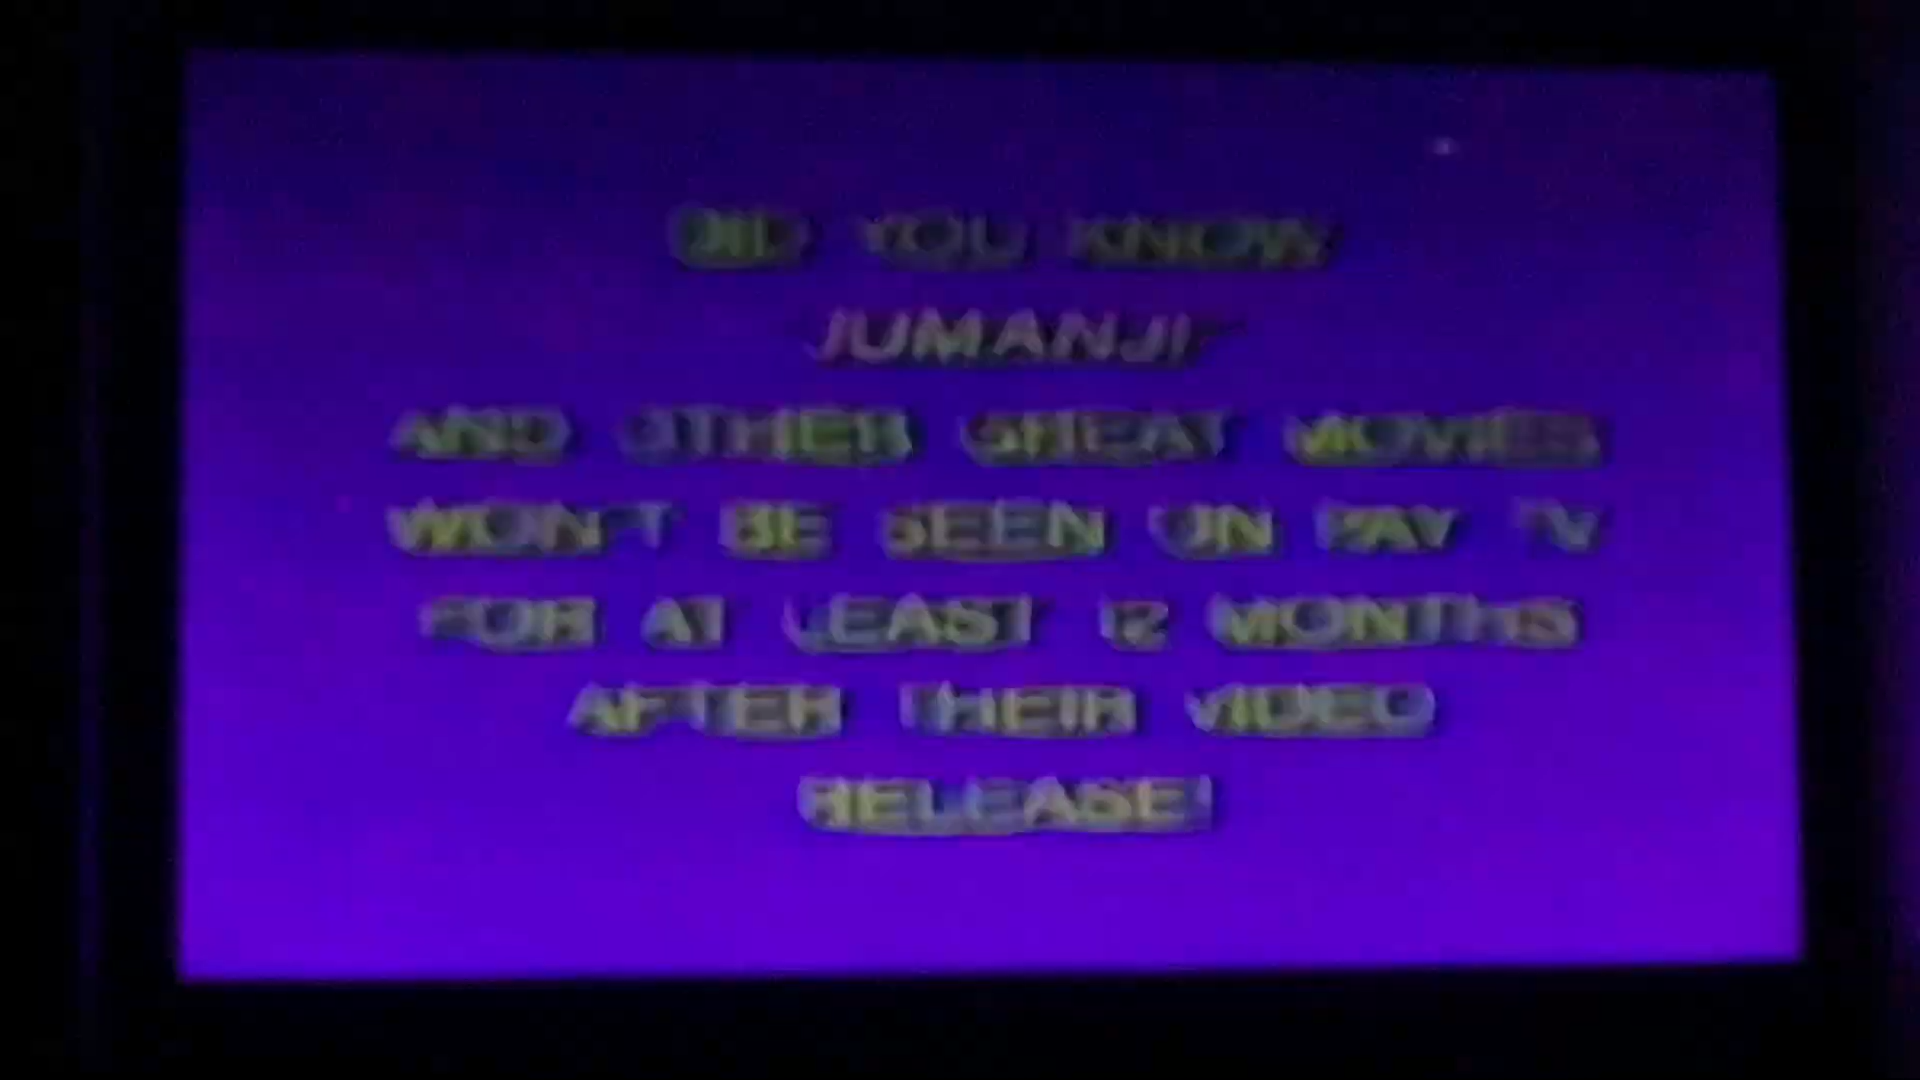 DID YOU KNOW
JUMANJI
AND OTHER GREAT MOVIES
WON'T BE SEEN ON PAY TV
FOR AT LEAST 12 MONTHS
AFTER THEIR VIDEO
RELEASE!